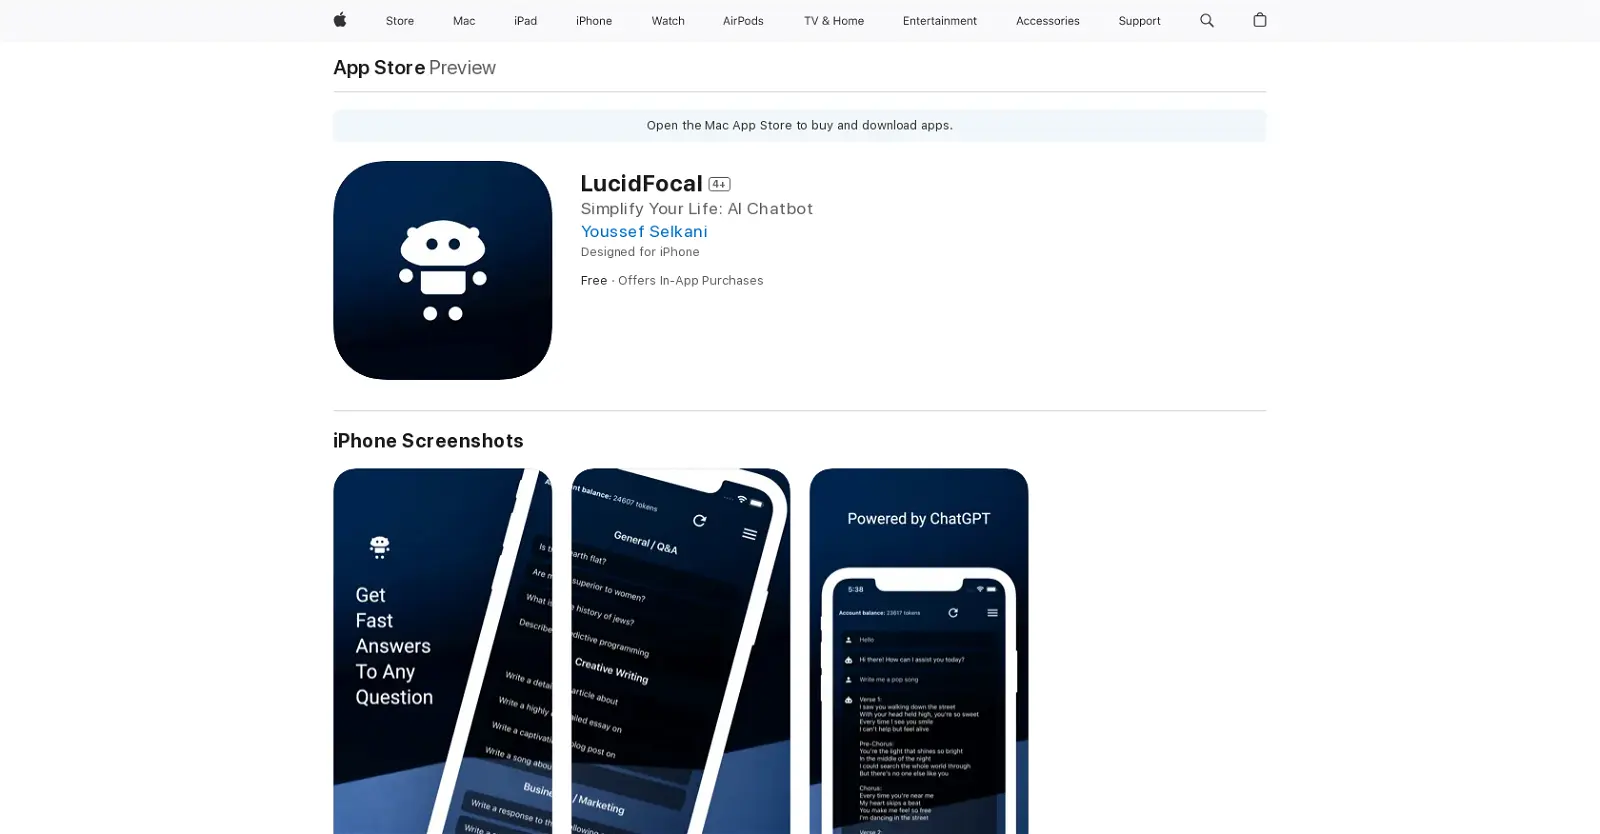 Store Mac iPad iPhone Watch AirPods TV & Home Entertainment Accessories Support
App Store Preview
Open the Mac App Store to buy and download apps.
LucidFocal 4+
Simplify Your Life: AI Chatbot
Youssef Selkani
Designed for iPhone
Free · Offers In-App Purchases
iPhone Screenshots
Get
Fast
Answers
To Any
Question
Is t
Are m
What is
Describe
Write a detai
Write a highly
Write a captiva
Write a song abou
Busine
Write a response to th
Write a
nt balance: 24607 tokens
General / Q&A
arth flat?
superior to women?
history of jews?
dictive programming
Creative Writing
article about
ailed essay on
blog post on
/ Marketing
ollowing
Powered by ChatGPT
5:38
Account balance: 23617 tokens
Hello
Hi there! How can I assist you today?
Write me a pop song
Verse 1:
I saw you walking down the street
With your head held high, you're so sweet
Every time I see you smile
I can't help but feel alive
Pre-Chorus:
You're the light that shines so bright
In the middle of the night
I could search the whole world through
But there's no one else like you
Chorus:
Every time you're near me
My heart skips a beat
You make me feel so free
I'm dancing in the street
Verse 2: